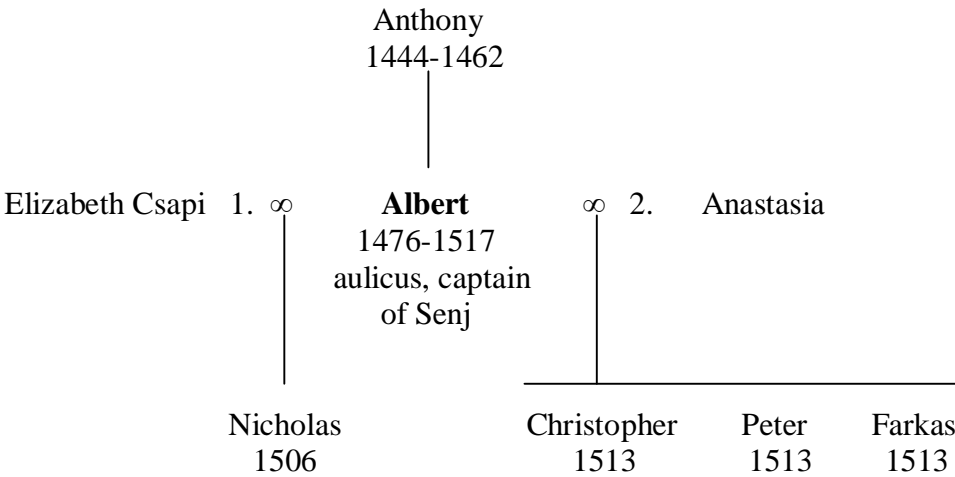 Anthony
1444-1462
Elizabeth Csapi 1. ∞ Albert ∞ 2. Anastasia
1476-1517
aulicus, captain
of Senj
Nicholas Christopher Peter Farkas
1506 1513 1513 1513